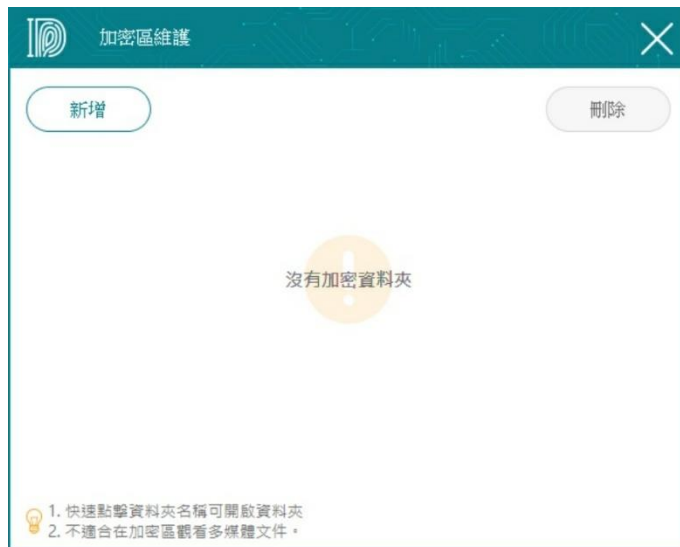 加密區維護
新增
刪除
沒有加密資料夾
1. 快速點擊資料夾名稱可開啟資料夾
2. 不適合在加密區觀看多媒體文件。